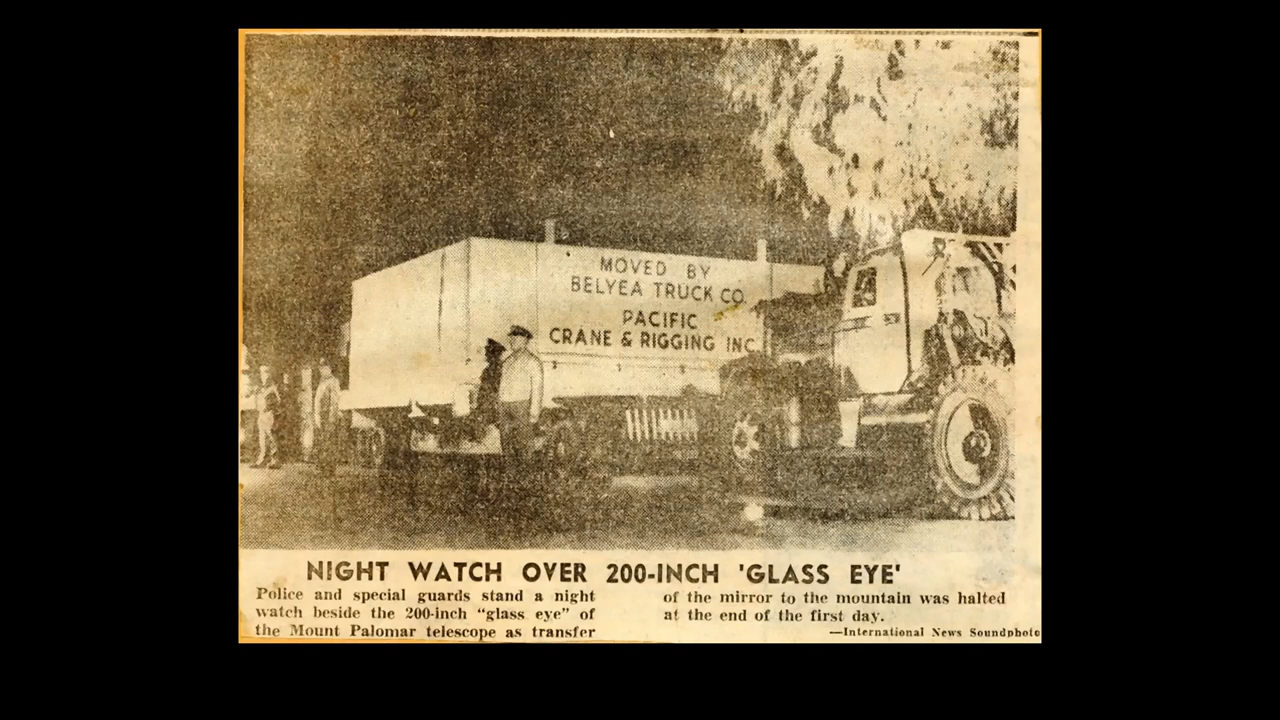 MOVED BY
BELYEA TRUCK CO.
PACIFIC
CRANE & RIGGING INC.
NIGHT WATCH OVER 200-INCH 'GLASS EYE'
Police and special guards stand a night
watch beside the 200-inch “glass eye” of
the Mount Palomar telescope as transfer
of the mirror to the mountain was halted
at the end of the first day.
—International News Soundphoto